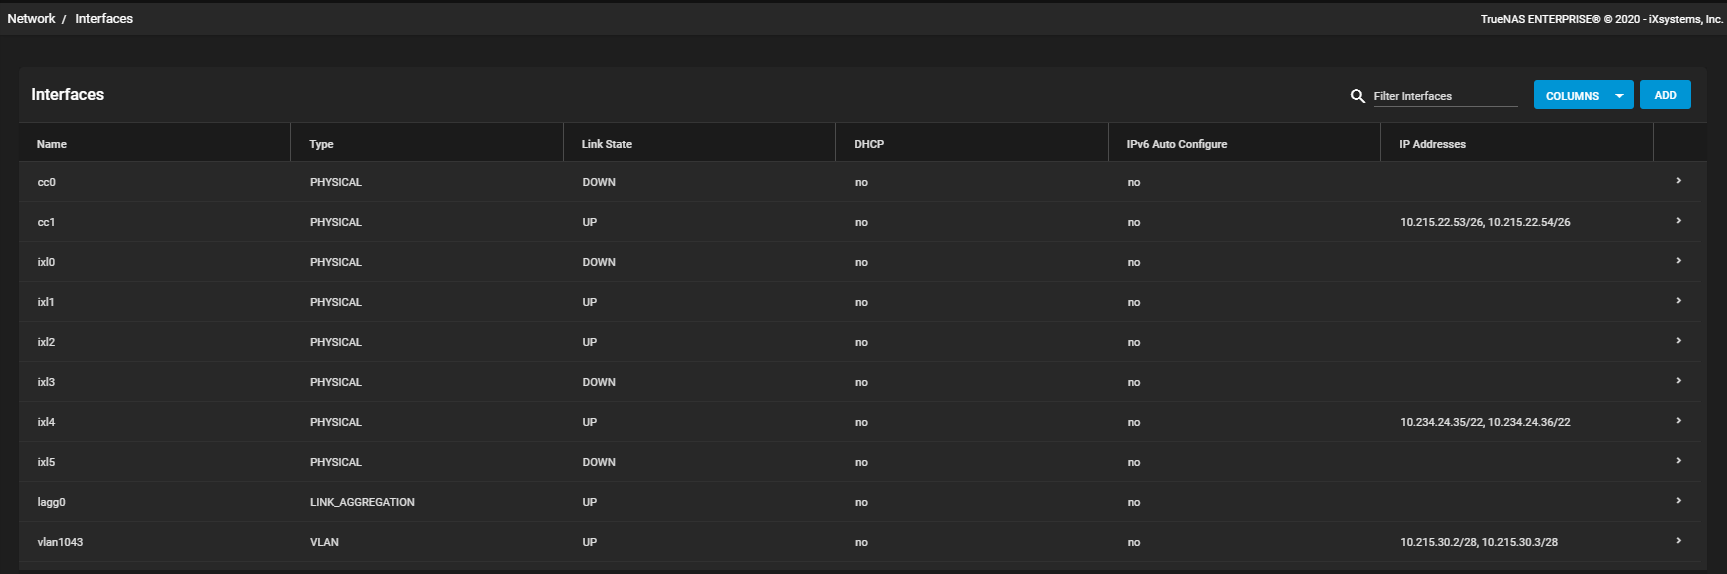 Network / Interfaces TrueNAS ENTERPRISE® © 2020 - iXsystems, Inc.
Interfaces Filter Interfaces COLUMNS ADD
Name Type Link State DHCP IPv6 Auto Configure IP Addresses
cc0 PHYSICAL DOWN no no
cc1 PHYSICAL UP no no 10.215.22.53/26, 10.215.22.54/26
ixl0 PHYSICAL DOWN no no
ixl1 PHYSICAL UP no no
ixl2 PHYSICAL UP no no
ixl3 PHYSICAL DOWN no no
ixl4 PHYSICAL UP no no 10.234.24.35/22, 10.234.24.36/22
ixl5 PHYSICAL DOWN no no
lagg0 LINK_AGGREGATION UP no no
vlan1043 VLAN UP no no 10.215.30.2/28, 10.215.30.3/28